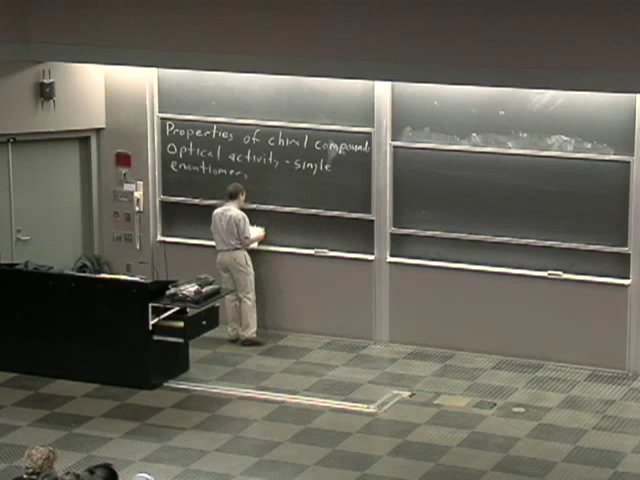 Properties of chiral compounds
Optical activity - single
enantiomers